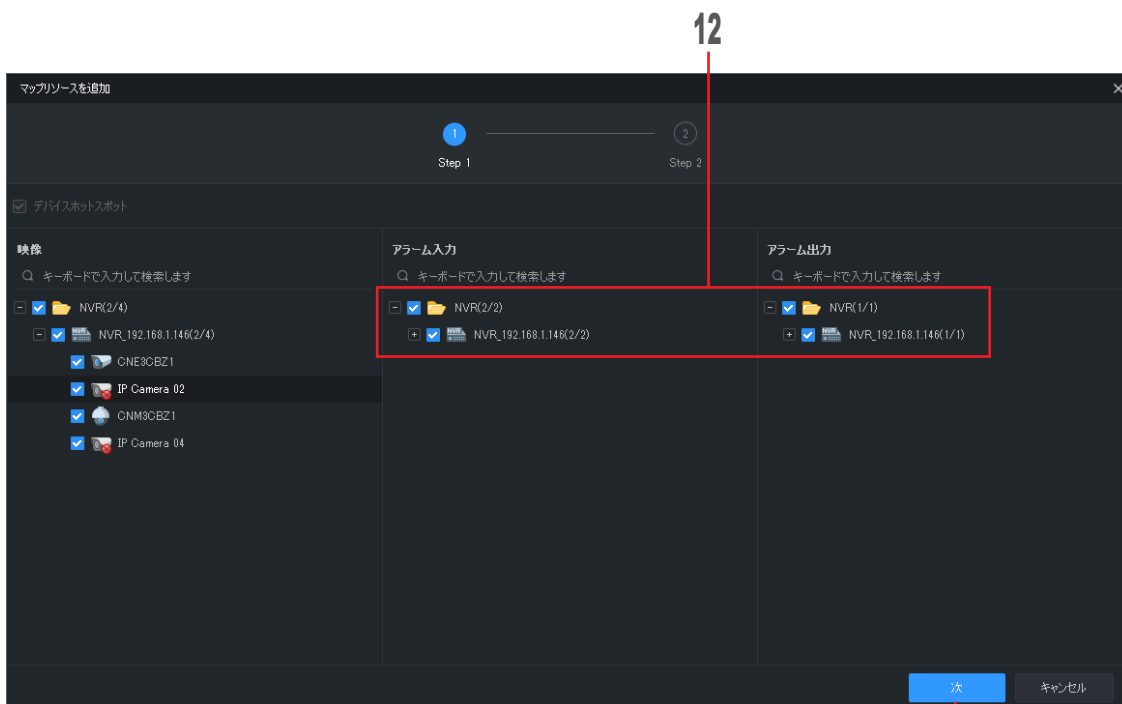 12
マップリソースを追加
1
2
Step 1
Step 2
デバイスホットスポット
映像
キーボードで入力して検索します
NVR(2/4)
NVR_192.168.1.146(2/4)
CNE3CBZ1
IP Camera 02
CNM3CBZ1
IP Camera 04
アラーム入力
キーボードで入力して検索します
NVR(2/2)
NVR_192.168.1.146(2/2)
アラーム出力
キーボードで入力して検索します
NVR(1/1)
NVR_192.168.1.146(1/1)
次
キャンセル